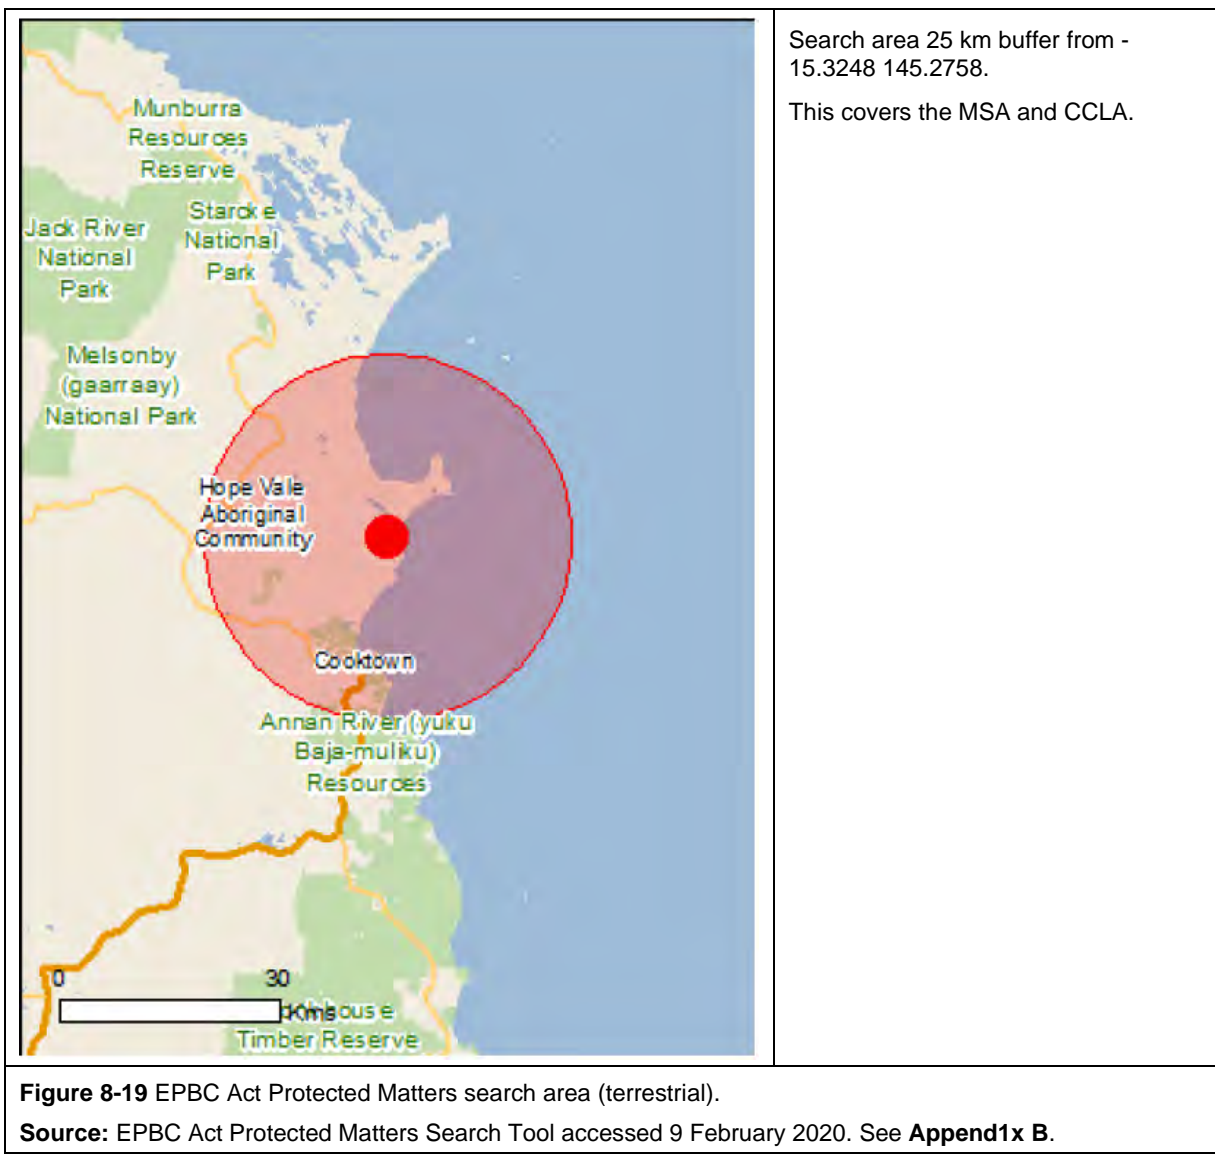 Munburra
Resources
Reserve
Starcke
National
Park
Jack River
National
Park
Melsonby
(gaarraay)
National Park
Hope Vale
Aboriginal
Community
Cooktown
Annan River (yuku
Baja-muliku)
Resources
0 30
Kms
Timber Reserve
Search area 25 km buffer from -
15.3248 145.2758.
This covers the MSA and CCLA.
Figure 8-19 EPBC Act Protected Matters search area (terrestrial).
Source: EPBC Act Protected Matters Search Tool accessed 9 February 2020. See Append1x B.